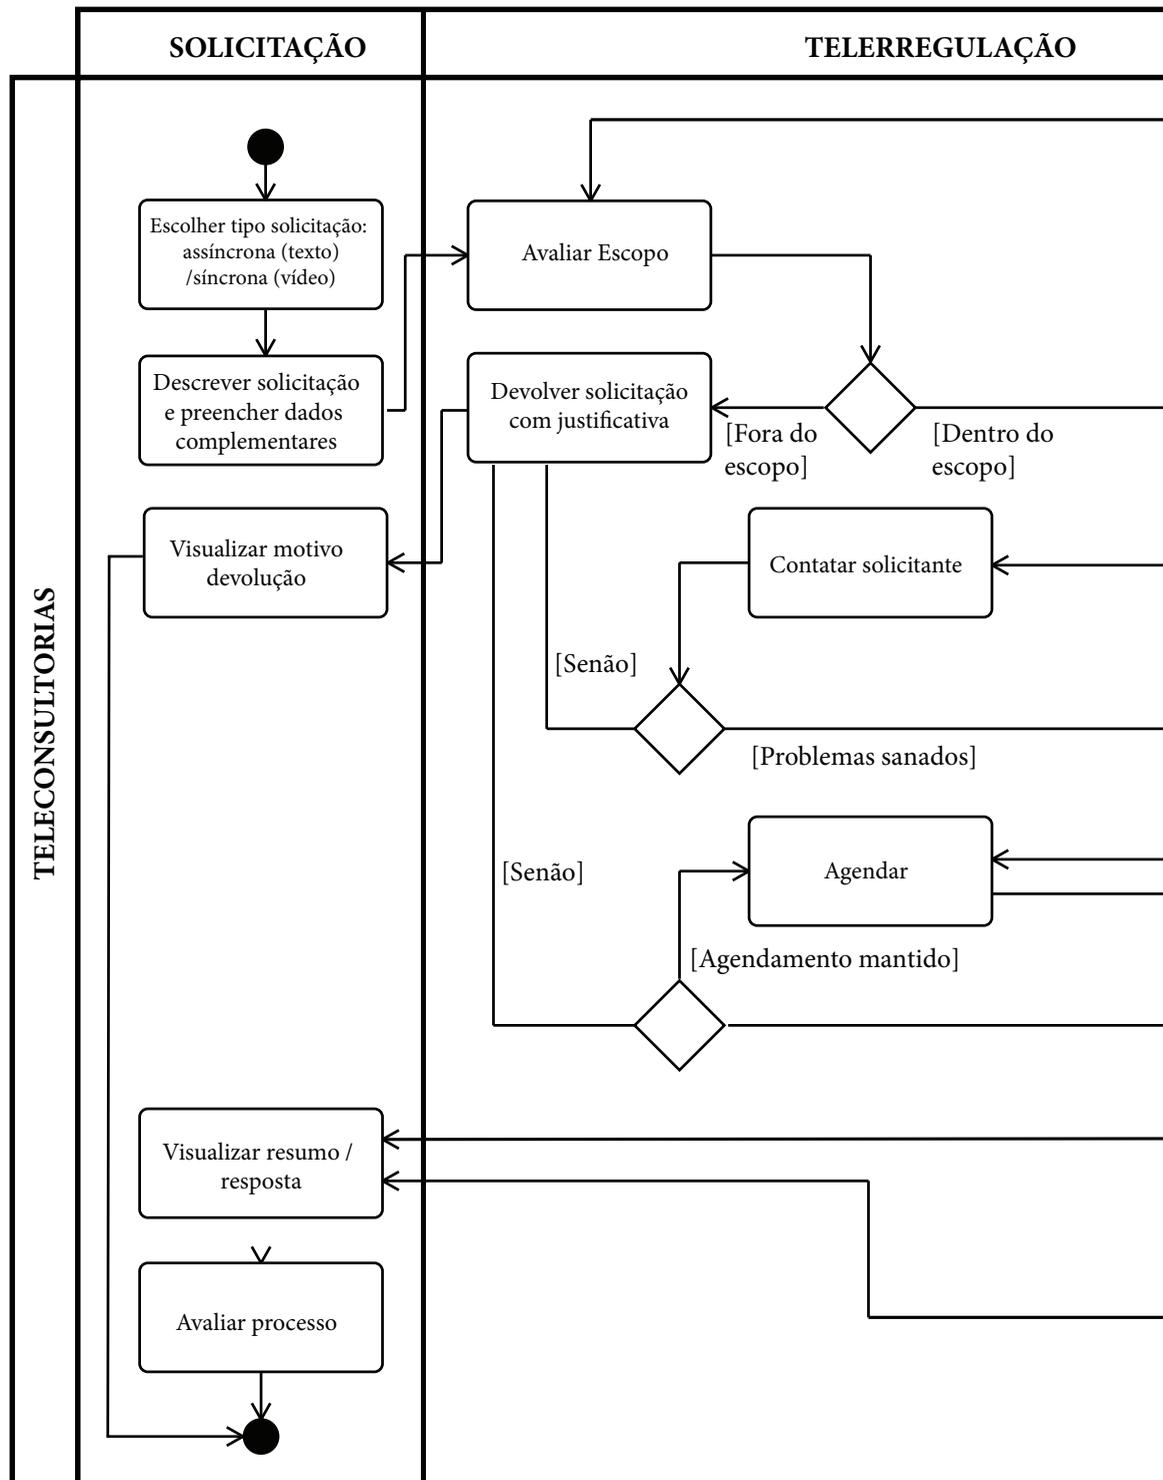 SOLICITAÇÃO
TELERREGULAÇÃO
TELECONSULTORIAS
Escolher tipo solicitação:
assíncrona (texto)
/síncrona (vídeo)
Avaliar Escopo
Descrever solicitação
e preencher dados
complementares
Devolver solicitação
com justificativa
[Fora do
escopo]
[Dentro do
escopo]
Visualizar motivo
devolução
Contatar solicitante
[Senão]
[Problemas sanados]
[Senão]
Agendar
[Agendamento mantido]
Visualizar resumo /
resposta
Avaliar processo